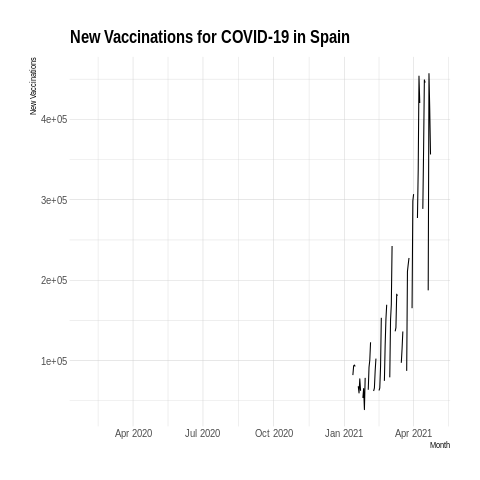 New Vaccinations for COVID-19 in Spain
New Vaccinations
4e+05
3e+05
2e+05
1e+05
Apr 2020 Jul 2020 Oct 2020 Jan 2021 Apr 2021
Month